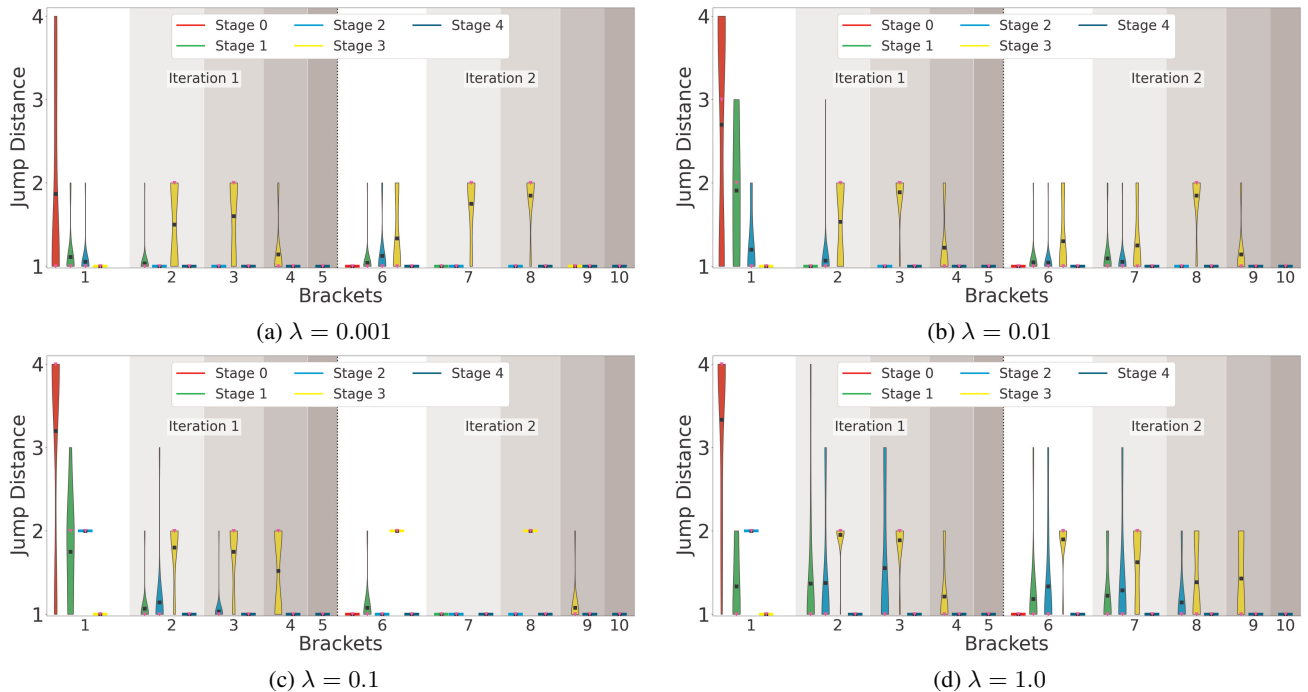 4
3
2
1
Jump Distance
Stage 0
Stage 2
Stage 4
Stage 1
Stage 3
Iteration 1
Iteration 2
1 2 3 4 5 6 7 8 9 10
Brackets
(a) λ = 0.001
4
3
2
1
Jump Distance
Stage 0
Stage 2
Stage 4
Stage 1
Stage 3
Iteration 1
Iteration 2
1 2 3 4 5 6 7 8 9 10
Brackets
(b) λ = 0.01
4
3
2
1
Jump Distance
Stage 0
Stage 2
Stage 4
Stage 1
Stage 3
Iteration 1
Iteration 2
1 2 3 4 5 6 7 8 9 10
Brackets
(c) λ = 0.1
4
3
2
1
Jump Distance
Stage 0
Stage 2
Stage 4
Stage 1
Stage 3
Iteration 1
Iteration 2
1 2 3 4 5 6 7 8 9 10
Brackets
(d) λ = 1.0